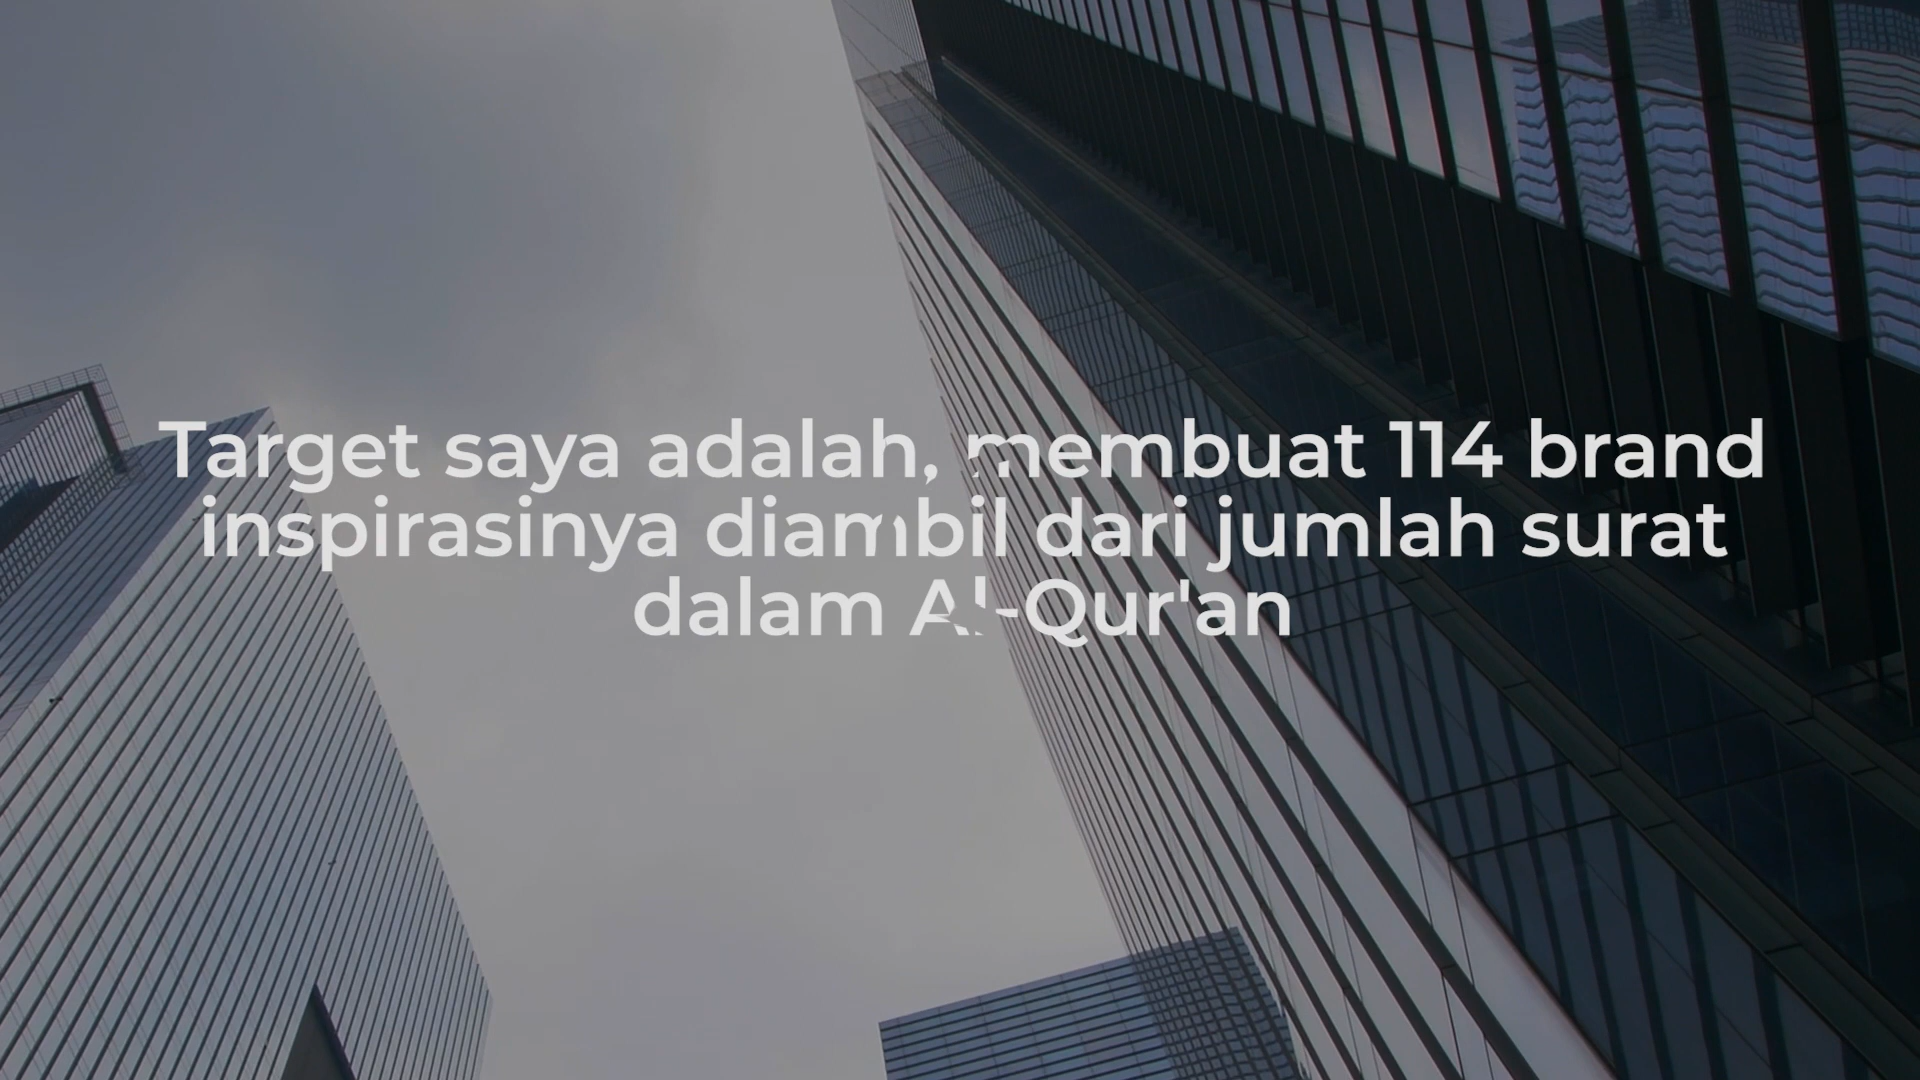 Target saya adalah, membuat 114 brand
inspirasinya diambil dari jumlah surat
dalam Al-Qur'an